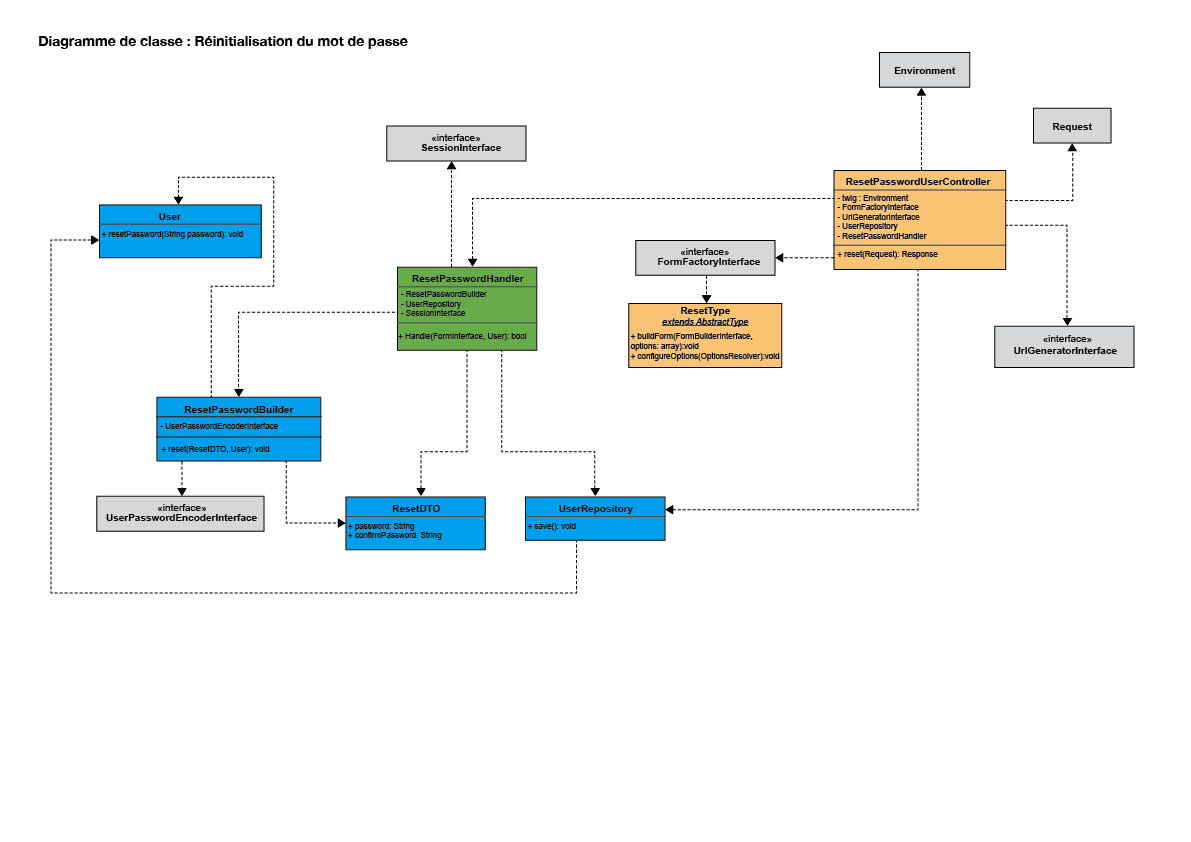 Diagramme de classe : Réinitialisation du mot de passe
Environment
Request
«interface»
SessionInterface
ResetPasswordUserController
- twig : Environment
- FormFactoryInterface
- UrlGeneratorInterface
- UserRepository
- ResetPasswordHandler
+ reset(Request): Response
User
+ resetPassword(String password): void
«interface»
FormFactoryInterface
ResetPasswordHandler
- ResetPasswordBuilder
- UserRepository
- SessionInterface
+ Handle(FormInterface, User): bool
ResetType
extends AbstractType
+ buildForm(FormBuilderInterface,
options: array):void
+ configureOptions(OptionsResolver):void
«interface»
UrlGeneratorInterface
ResetPasswordBuilder
- UserPasswordEncoderInterface
+ reset(ResetDTO, User): void
«interface»
UserPasswordEncoderInterface
ResetDTO
+ password: String
+ confirmPassword: String
UserRepository
+ save(): void